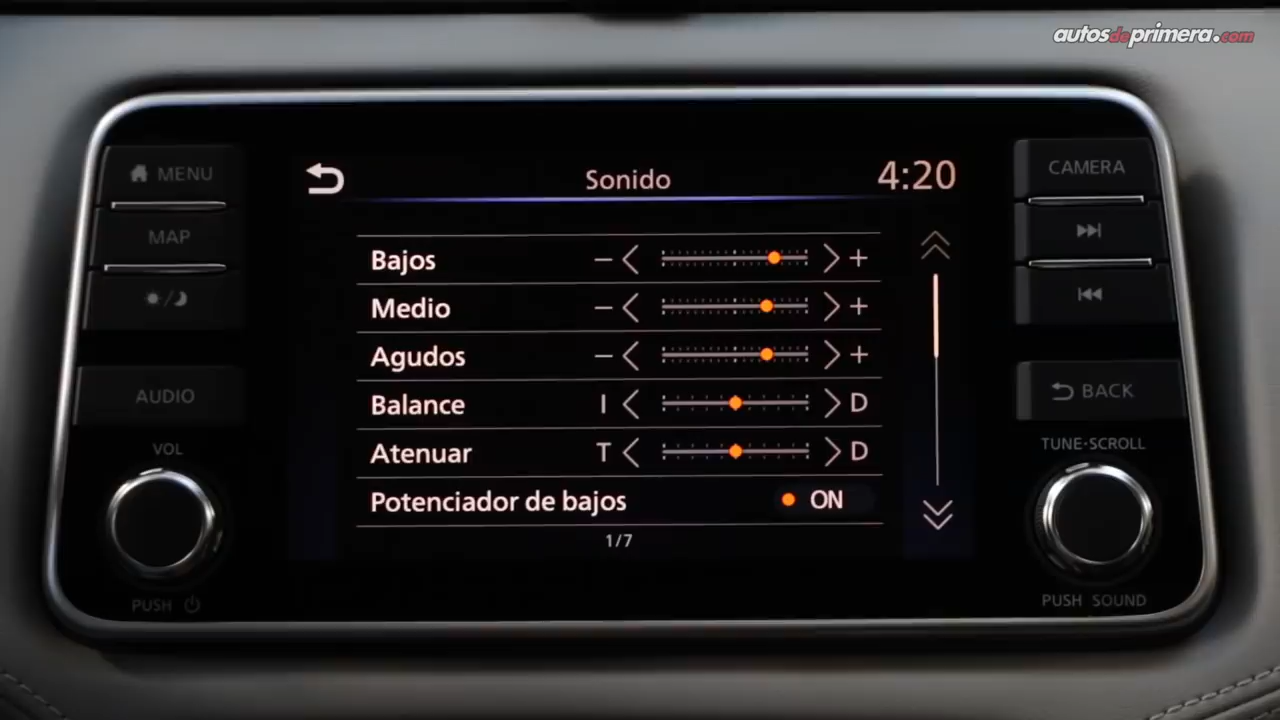 autosdeprimera.com
MENU
MAP
AUDIO
VOL
PUSH
Sonido
4:20
Bajos − +
Medio − +
Agudos − +
Balance I D
Atenuar T D
Potenciador de bajos ON
1/7
CAMERA
BACK
TUNE·SCROLL
PUSH SOUND